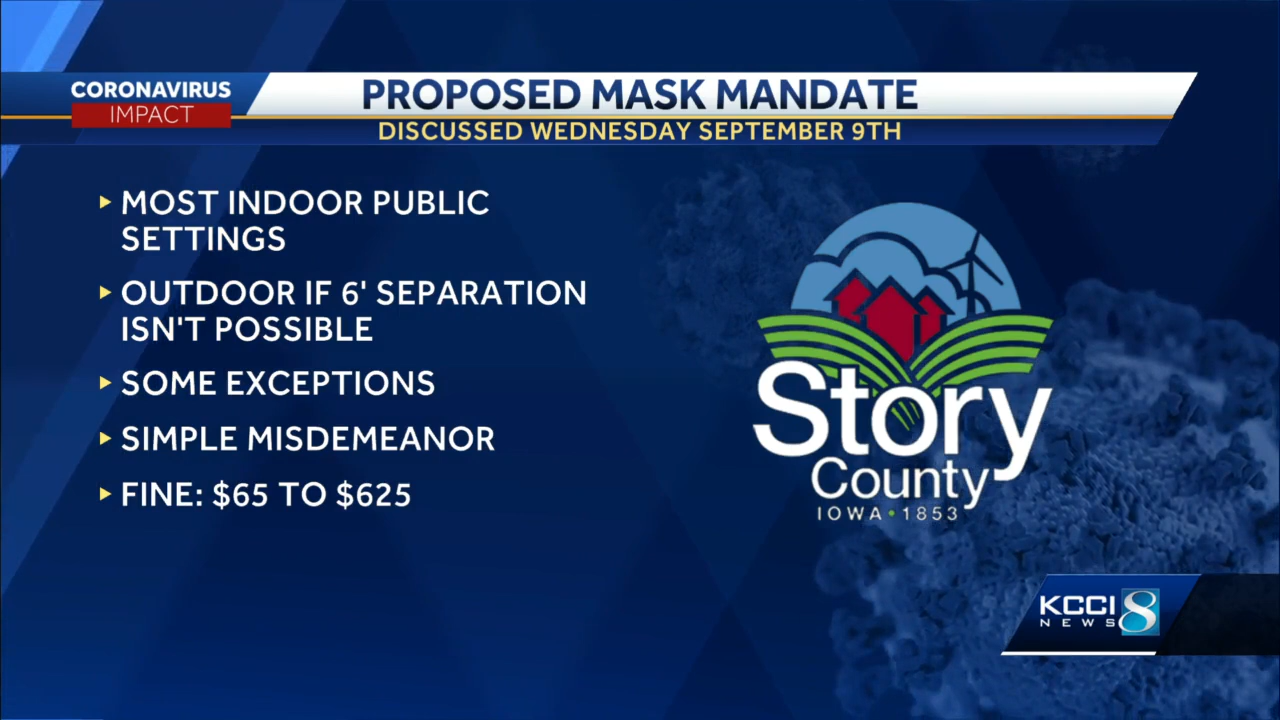 CORONAVIRUS
IMPACT
PROPOSED MASK MANDATE
DISCUSSED WEDNESDAY SEPTEMBER 9TH
MOST INDOOR PUBLIC
SETTINGS
OUTDOOR IF 6' SEPARATION
ISN'T POSSIBLE
SOME EXCEPTIONS
SIMPLE MISDEMEANOR
FINE: $65 TO $625
Story
County
IOWA • 1853
KCCI 8
NEWS